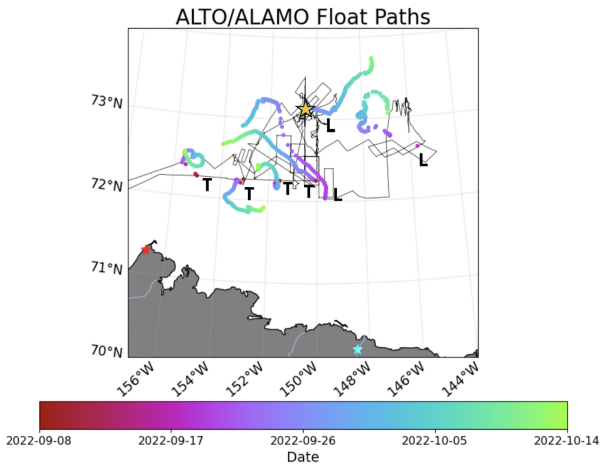 ALTO/ALAMO Float Paths
73°N
L
L
72°N
T
T
T
T
L
71°N
70°N
156°W
154°W
152°W
150°W
148°W
146°W
144°W
2022-09-08
2022-09-17
2022-09-26
2022-10-05
2022-10-14
Date